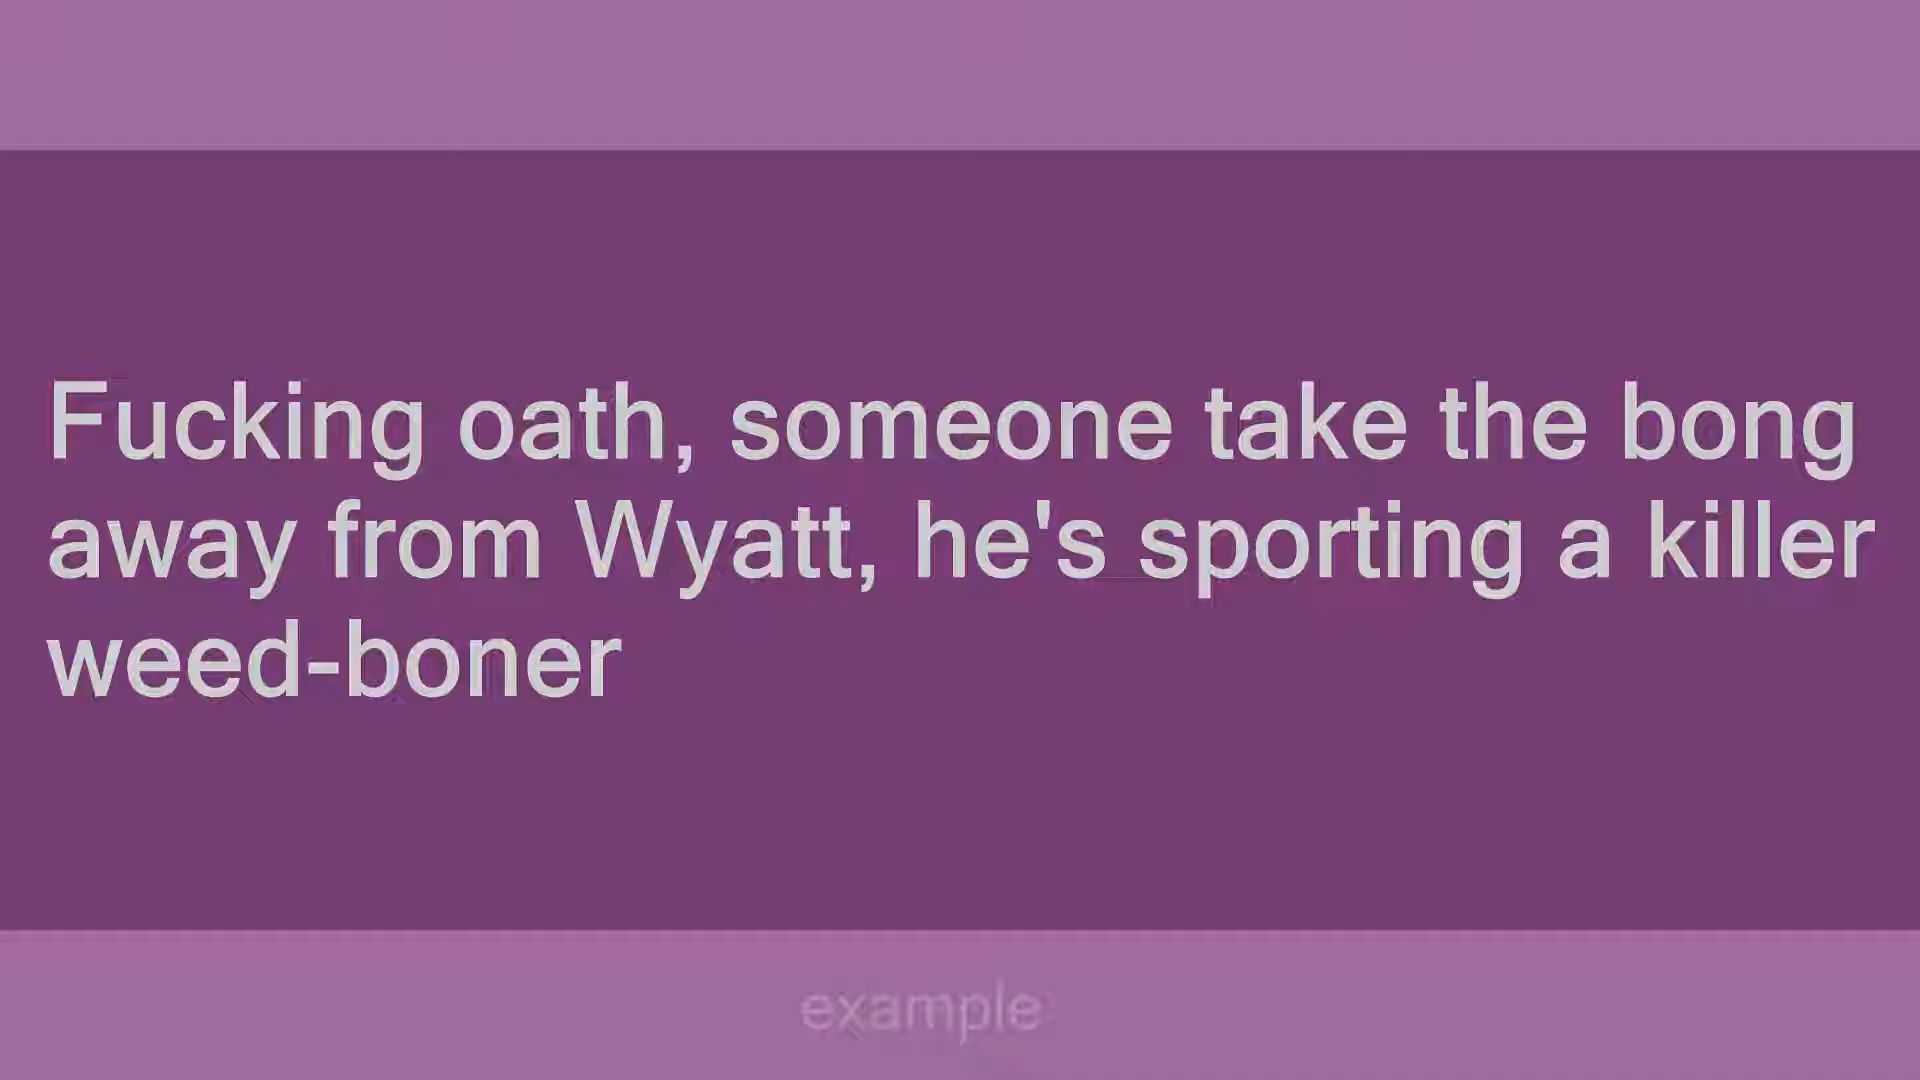 Fucking oath, someone take the bong
away from Wyatt, he's sporting a killer
weed-boner
example